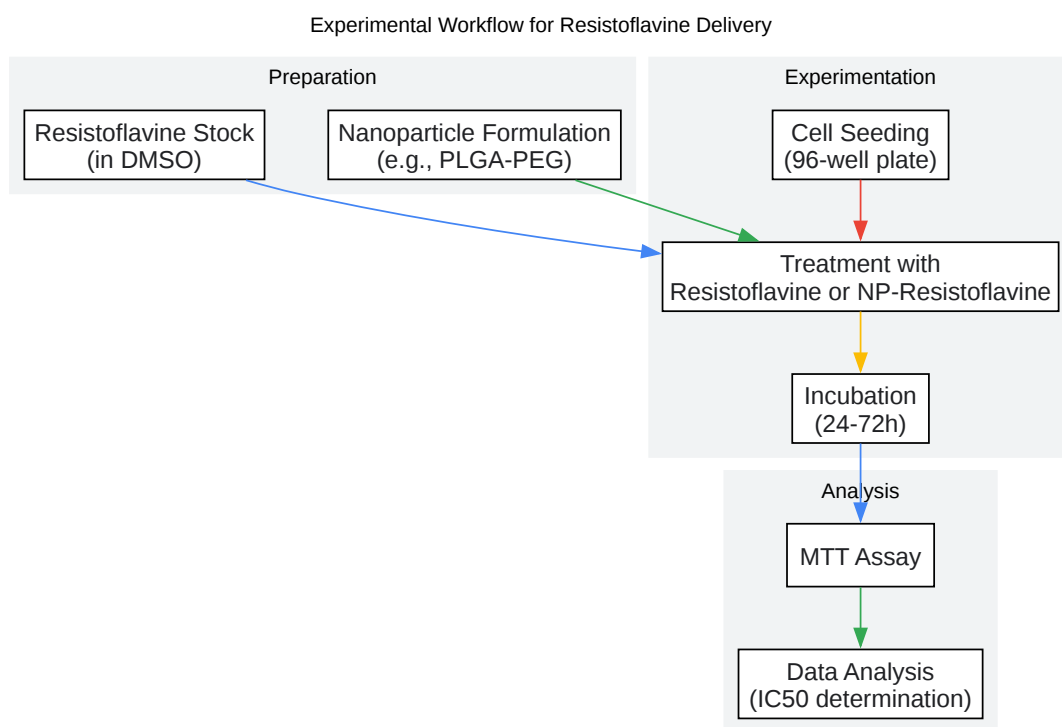 Experimental Workflow for Resistoflavine Delivery
Preparation
Experimentation
Resistoflavine Stock
(in DMSO)
Nanoparticle Formulation
(e.g., PLGA-PEG)
Cell Seeding
(96-well plate)
Treatment with
Resistoflavine or NP-Resistoflavine
Incubation
(24-72h)
Analysis
MTT Assay
Data Analysis
(IC50 determination)